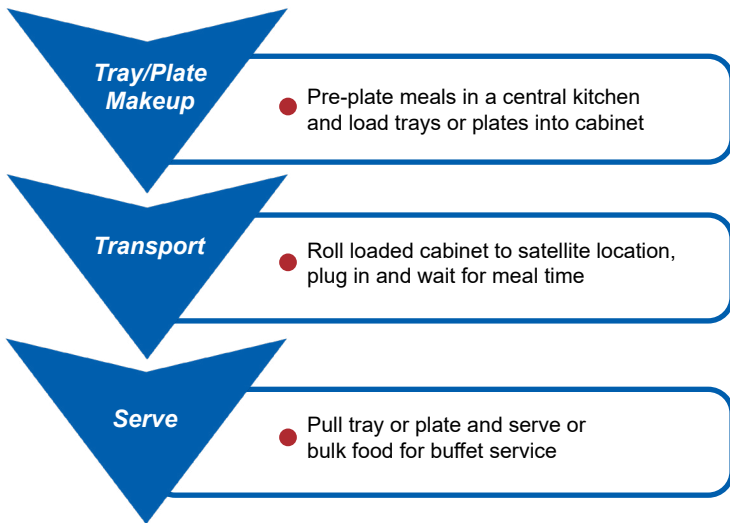 Tray/Plate
Makeup
● Pre-plate meals in a central kitchen
and load trays or plates into cabinet
Transport
● Roll loaded cabinet to satellite location,
plug in and wait for meal time
Serve
● Pull tray or plate and serve or
bulk food for buffet service